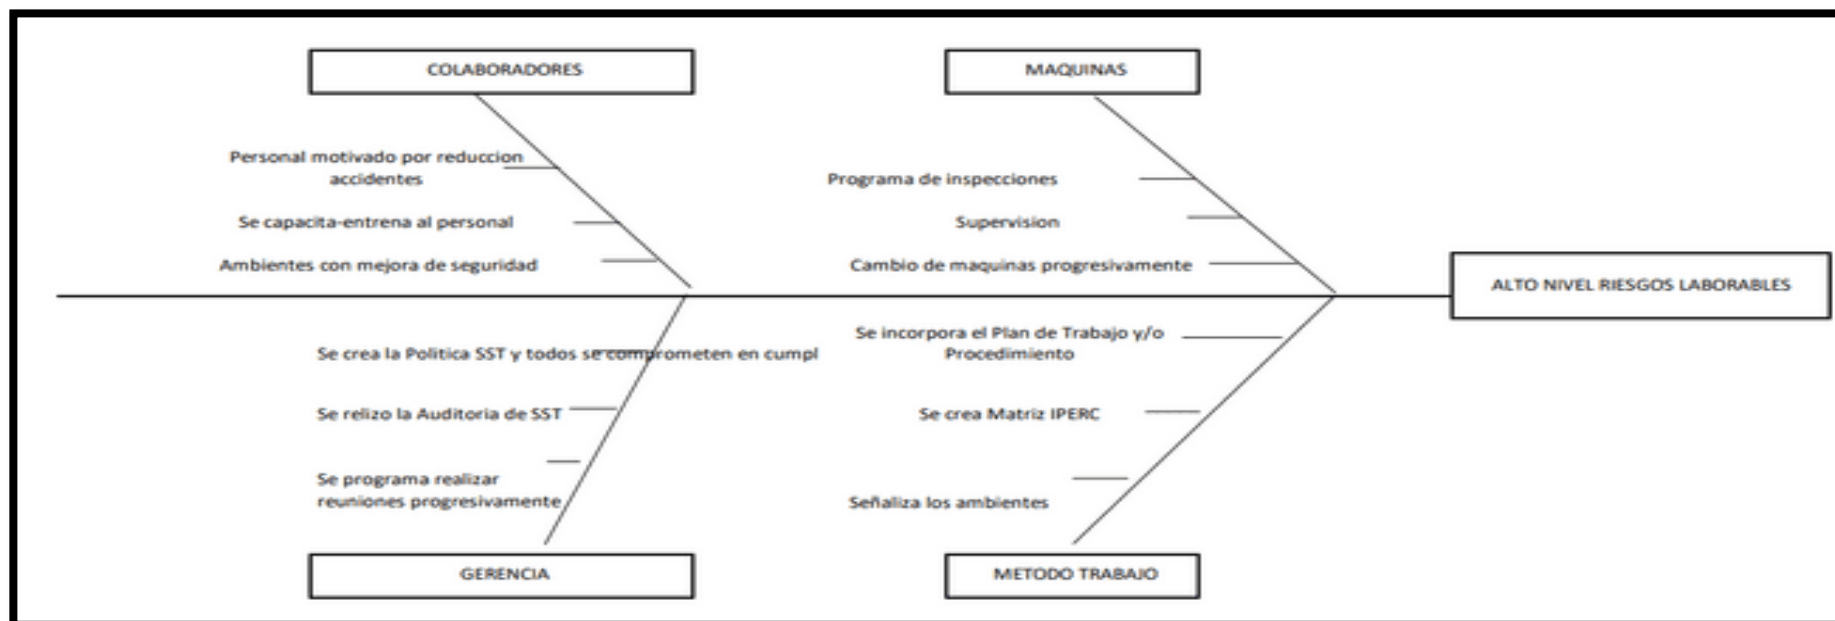 COLABORADORES
MAQUINAS
Personal motivado por reduccion
accidentes
Programa de inspecciones
Se capacita-entrena al personal
Supervision
Ambientes con mejora de seguridad
Cambio de maquinas progresivamente
ALTO NIVEL RIESGOS LABORABLES
Se incorpora el Plan de Trabajo y/o
Procedimiento
Se crea la Politica SST y todos se comprometen en cumpl
Se relizo la Auditoria de SST
Se crea Matriz IPERC
Se programa realizar
reuniones progresivamente
Señaliza los ambientes
GERENCIA
METODO TRABAJO